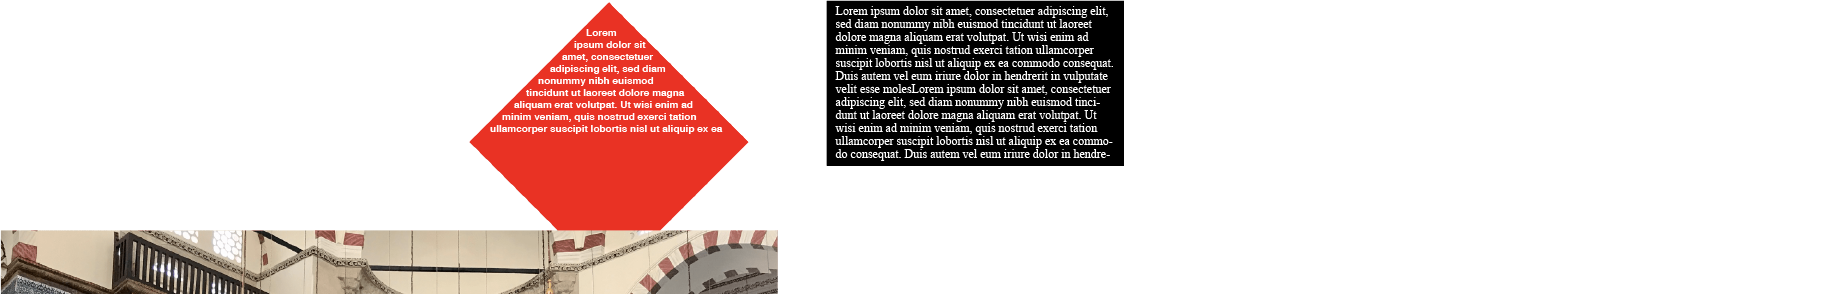 Lorem
ipsum dolor sit
amet, consectetuer
adipiscing elit, sed diam
nonummy nibh euismod
tincidunt ut laoreet dolore magna
aliquam erat volutpat. Ut wisi enim ad
minim veniam, quis nostrud exerci tation
ullamcorper suscipit lobortis nisl ut aliquip ex ea
Lorem ipsum dolor sit amet, consectetuer adipiscing elit,
sed diam nonummy nibh euismod tincidunt ut laoreet
dolore magna aliquam erat volutpat. Ut wisi enim ad
minim veniam, quis nostrud exerci tation ullamcorper
suscipit lobortis nisl ut aliquip ex ea commodo consequat.
Duis autem vel eum iriure dolor in hendrerit in vulputate
velit esse molesLorem ipsum dolor sit amet, consectetuer
adipiscing elit, sed diam nonummy nibh euismod tinci-
dunt ut laoreet dolore magna aliquam erat volutpat. Ut
wisi enim ad minim veniam, quis nostrud exerci tation
ullamcorper suscipit lobortis nisl ut aliquip ex ea commo-
do consequat. Duis autem vel eum iriure dolor in hendre-